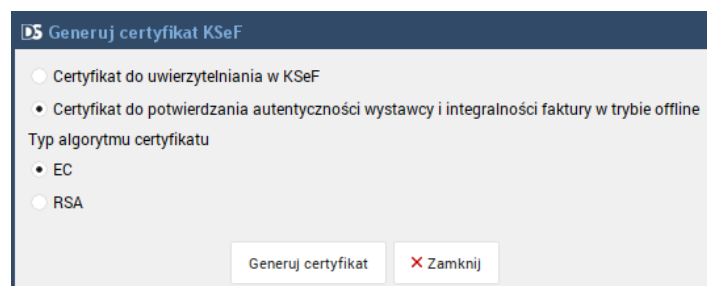 DS Generuj certyfikat KSeF
Certyfikat do uwierzytelniania w KSeF
Certyfikat do potwierdzania autentyczności wystawcy i integralności faktury w trybie offline
Typ algorytmu certyfikatu
EC
RSA
Generuj certyfikat
Zamknij